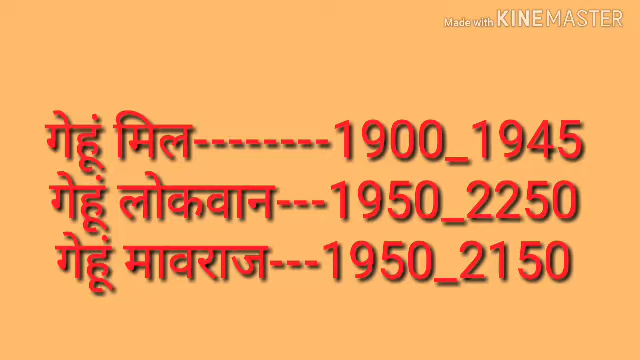 Made with KINEMASTER
गेहूं मिल--------1900_1945
गेहूं लोकवान---1950_2250
गेहूं मावराज---1950_2150